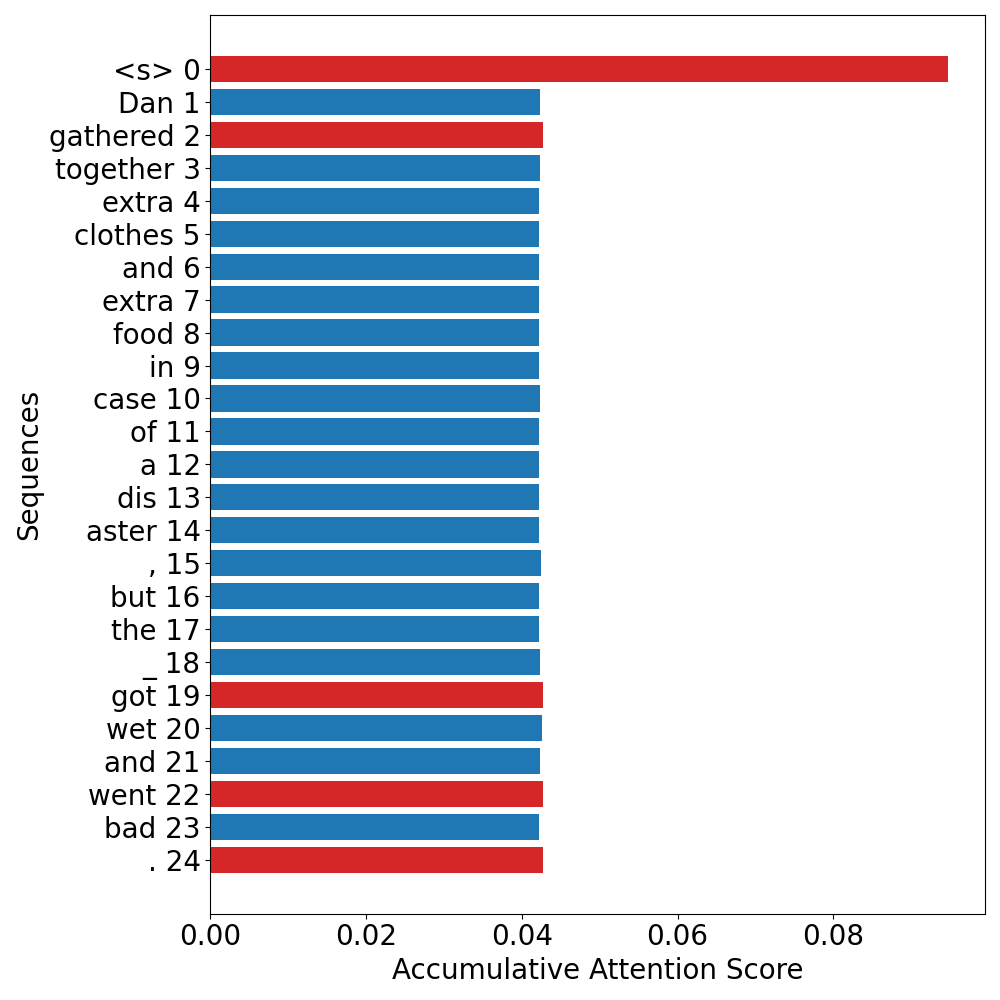 <s> 0
Dan 1
gathered 2
together 3
extra 4
clothes 5
and 6
extra 7
food 8
in 9
case 10
of 11
a 12
dis 13
aster 14
, 15
but 16
the 17
_ 18
got 19
wet 20
and 21
went 22
bad 23
. 24
Sequences
0.00 0.02 0.04 0.06 0.08
Accumulative Attention Score